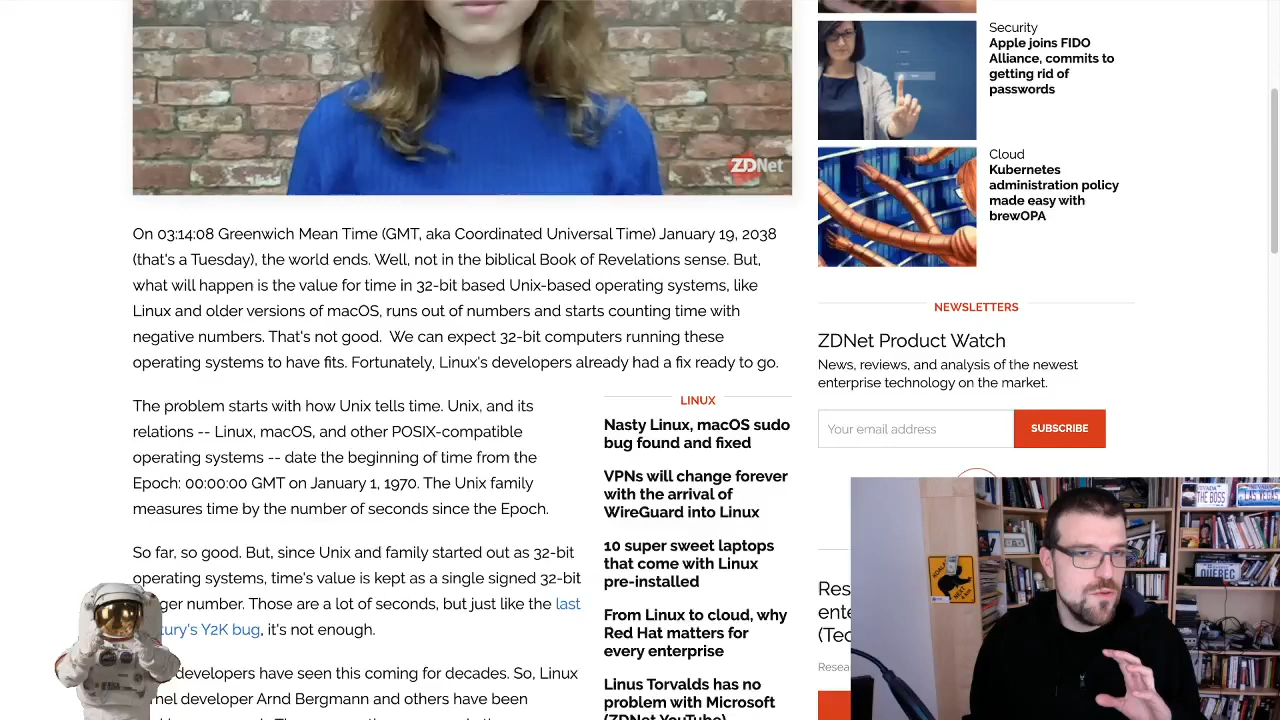 ZDNet
On 03:14:08 Greenwich Mean Time (GMT, aka Coordinated Universal Time) January 19, 2038
(that's a Tuesday), the world ends. Well, not in the biblical Book of Revelations sense. But,
what will happen is the value for time in 32-bit based Unix-based operating systems, like
Linux and older versions of macOS, runs out of numbers and starts counting time with
negative numbers. That's not good. We can expect 32-bit computers running these
operating systems to have fits. Fortunately, Linux's developers already had a fix ready to go.
The problem starts with how Unix tells time. Unix, and its
relations -- Linux, macOS, and other POSIX-compatible
operating systems -- date the beginning of time from the
Epoch: 00:00:00 GMT on January 1, 1970. The Unix family
measures time by the number of seconds since the Epoch.
So far, so good. But, since Unix and family started out as 32-bit
operating systems, time's value is kept as a single signed 32-bit
ger number. Those are a lot of seconds, but just like the last
tury's Y2K bug, it's not enough.
developers have seen this coming for decades. So, Linux
nel developer Arnd Bergmann and others have been
LINUX
Nasty Linux, macOS sudo
bug found and fixed
VPNs will change forever
with the arrival of
WireGuard into Linux
10 super sweet laptops
that come with Linux
pre-installed
From Linux to cloud, why
Red Hat matters for
every enterprise
Linus Torvalds has no
problem with Microsoft
(ZDNet YouTube)
Security
Apple joins FIDO
Alliance, commits to
getting rid of
passwords
Cloud
Kubernetes
administration policy
made easy with
brewOPA
NEWSLETTERS
ZDNet Product Watch
News, reviews, and analysis of the newest
enterprise technology on the market.
Your email address
SUBSCRIBE
Res
ente
(Tec
Resea
THE BOSS
LAS VEGAS
QUEBEC
NEXT